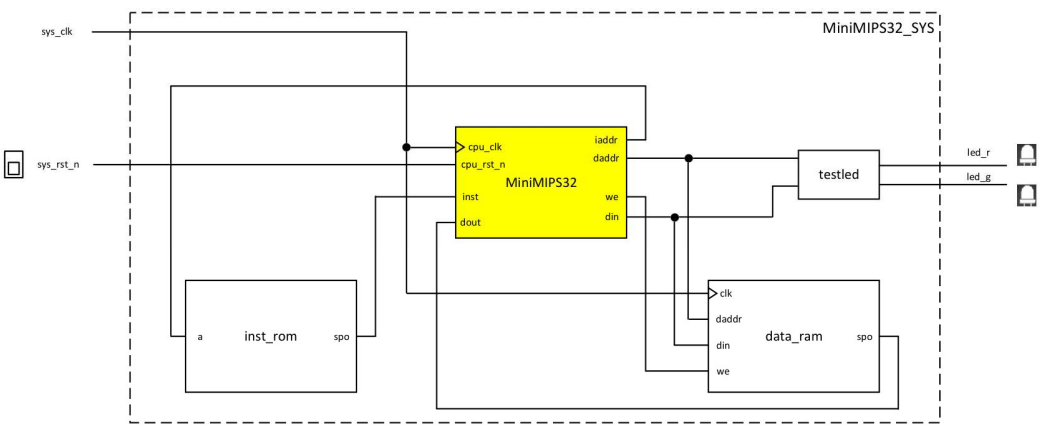 MiniMIPS32_SYS
sys_clk
sys_rst_n
cpu_clk
cpu_rst_n
inst
dout
MiniMIPS32
iaddr
daddr
we
din
testled
led_r
led_g
a
inst_rom
spo
clk
daddr
din
we
data_ram
spo